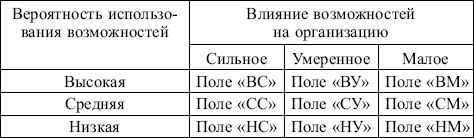 Вероятность использо-
вания возможностей
Влияние возможностей
на организацию
Сильное Умеренное Малое
Высокая Поле «ВС» Поле «ВУ» Поле «ВМ»
Средняя Поле «СС» Поле «СУ» Поле «СМ»
Низкая Поле «НС» Поле «НУ» Поле «НМ»